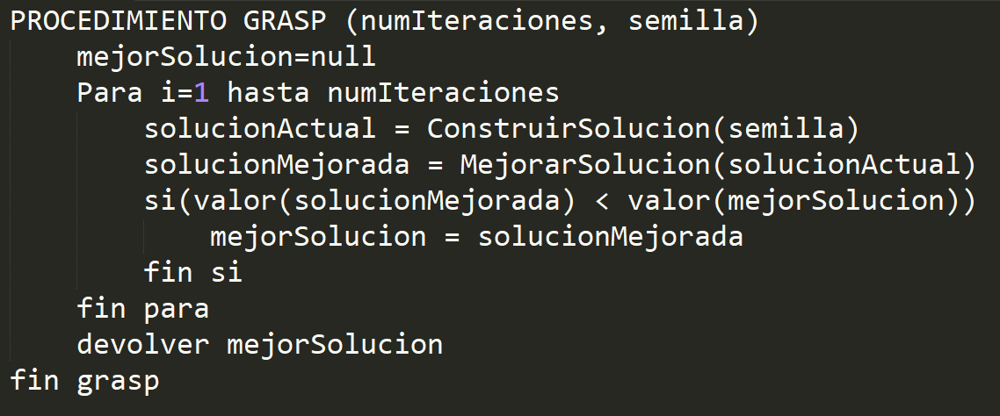 PROCEDIMIENTO GRASP (numIteraciones, semilla)
mejorSolucion=null
Para i=1 hasta numIteraciones
solucionActual = ConstruirSolucion(semilla)
solucionMejorada = MejorarSolucion(solucionActual)
si(valor(solucionMejorada) < valor(mejorSolucion))
mejorSolucion = solucionMejorada
fin si
fin para
devolver mejorSolucion
fin grasp